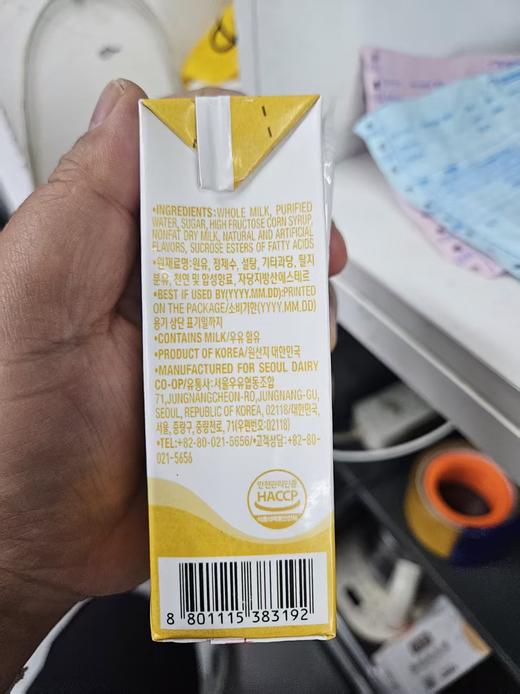 •INGREDIENTS: WHOLE MILK, PURIFIED
WATER, SUGAR, HIGH FRUCTOSE CORN SYRUP,
NONFAT DRY MILK, NATURAL AND ARTIFICIAL
FLAVORS, SUCROSE ESTERS OF FATTY ACIDS
•원재료명:원유, 정제수, 설탕, 기타과당, 탈지
분유, 천연 및 합성향료, 자당지방산에스테르
•BEST IF USED BY(YYYY.MM.DD):PRINTED
ON THE PACKAGE/소비기한(YYYY.MM.DD)
용기 상단 표기일까지
•CONTAINS MILK/우유 함유
•PRODUCT OF KOREA/원산지 대한민국
•MANUFACTURED FOR SEOUL DAIRY
CO-OP/유통사:서울우유협동조합
71,JUNGNANGCHEON-RO,JUNGNANG-GU,
SEOUL, REPUBLIC OF KOREA, 02118/대한민국,
서울, 중랑구, 중랑천로, 71(우편번호:02118)
•TEL:+82-80-021-5656/•고객상담:+82-80-
021-5656
안전관리인증
HACCP
8 801115 383192